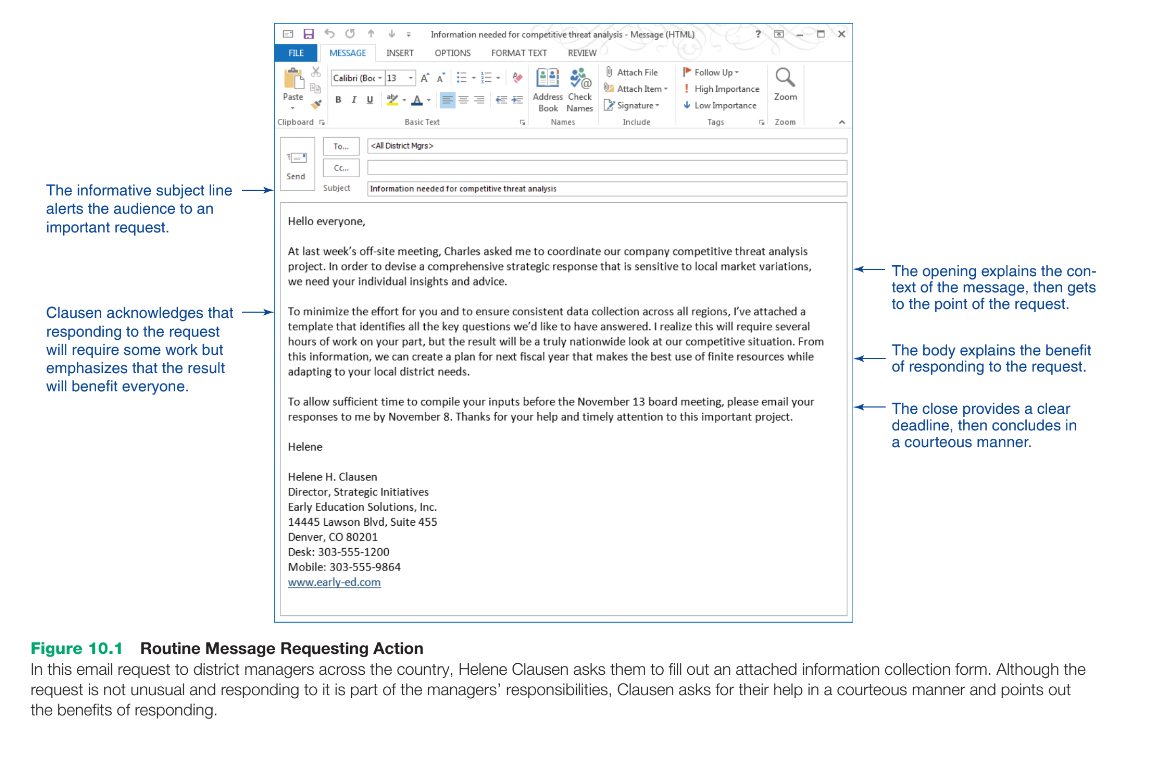 Information needed for competitive threat analysis - Message (HTML)
FILE MESSAGE INSERT OPTIONS FORMAT TEXT REVIEW
Calibri (Boc 13
Paste
Address Book
Check Names
Attach File
Attach Item
Signature
Follow Up
High Importance
Low Importance
Zoom
Clipboard Basic Text Names Include Tags Zoom
Send
To... <All District Mgrs>
Cc...
Subject Information needed for competitive threat analysis
Hello everyone,
At last week's off-site meeting, Charles asked me to coordinate our company competitive threat analysis
project. In order to devise a comprehensive strategic response that is sensitive to local market variations,
we need your individual insights and advice.
To minimize the effort for you and to ensure consistent data collection across all regions, I've attached a
template that identifies all the key questions we'd like to have answered. I realize this will require several
hours of work on your part, but the result will be a truly nationwide look at our competitive situation. From
this information, we can create a plan for next fiscal year that makes the best use of finite resources while
adapting to your local district needs.
To allow sufficient time to compile your inputs before the November 13 board meeting, please email your
responses to me by November 8. Thanks for your help and timely attention to this important project.
Helene
Helene H. Clausen
Director, Strategic Initiatives
Early Education Solutions, Inc.
14445 Lawson Blvd, Suite 455
Denver, CO 80201
Desk: 303-555-1200
Mobile: 303-555-9864
www.early-ed.com
The informative subject line
alerts the audience to an
important request.
Clausen acknowledges that
responding to the request
will require some work but
emphasizes that the result
will benefit everyone.
The opening explains the con-
text of the message, then gets
to the point of the request.
The body explains the benefit
of responding to the request.
The close provides a clear
deadline, then concludes in
a courteous manner.
Figure 10.1 Routine Message Requesting Action
In this email request to district managers across the country, Helene Clausen asks them to fill out an attached information collection form. Although the
request is not unusual and responding to it is part of the managers' responsibilities, Clausen asks for their help in a courteous manner and points out
the benefits of responding.